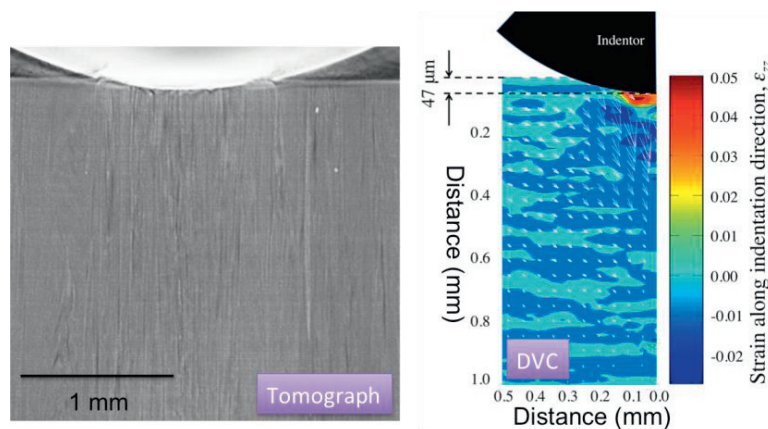 1 mm
Tomograph
Indentor
47 μm
0.2
0.4
0.6
0.8
1.0
Distance (mm)
0.5 0.4 0.3 0.2 0.1 0.0
Distance (mm)
DVC
0.05
0.04
0.03
0.02
0.01
0.00
-0.01
-0.02
Strain along indentation direction, εzz